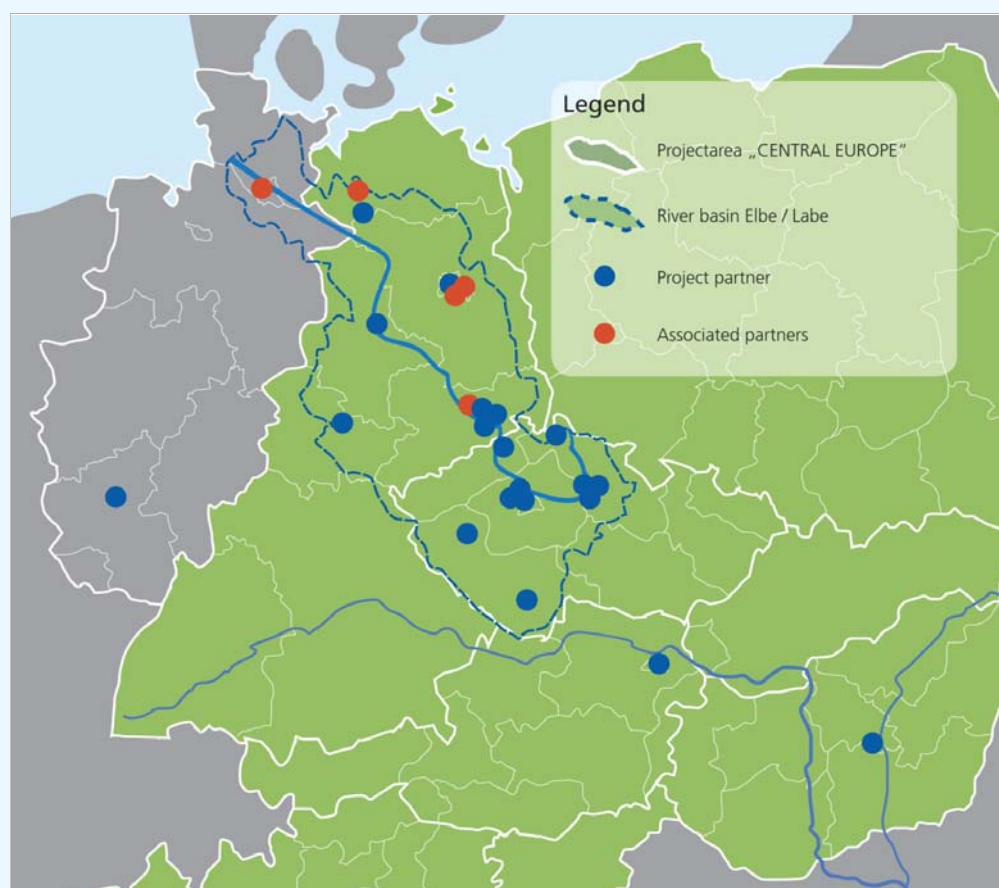 Legend
Projectarea „CENTRAL EUROPE“
River basin Elbe / Labe
Project partner
Associated partners